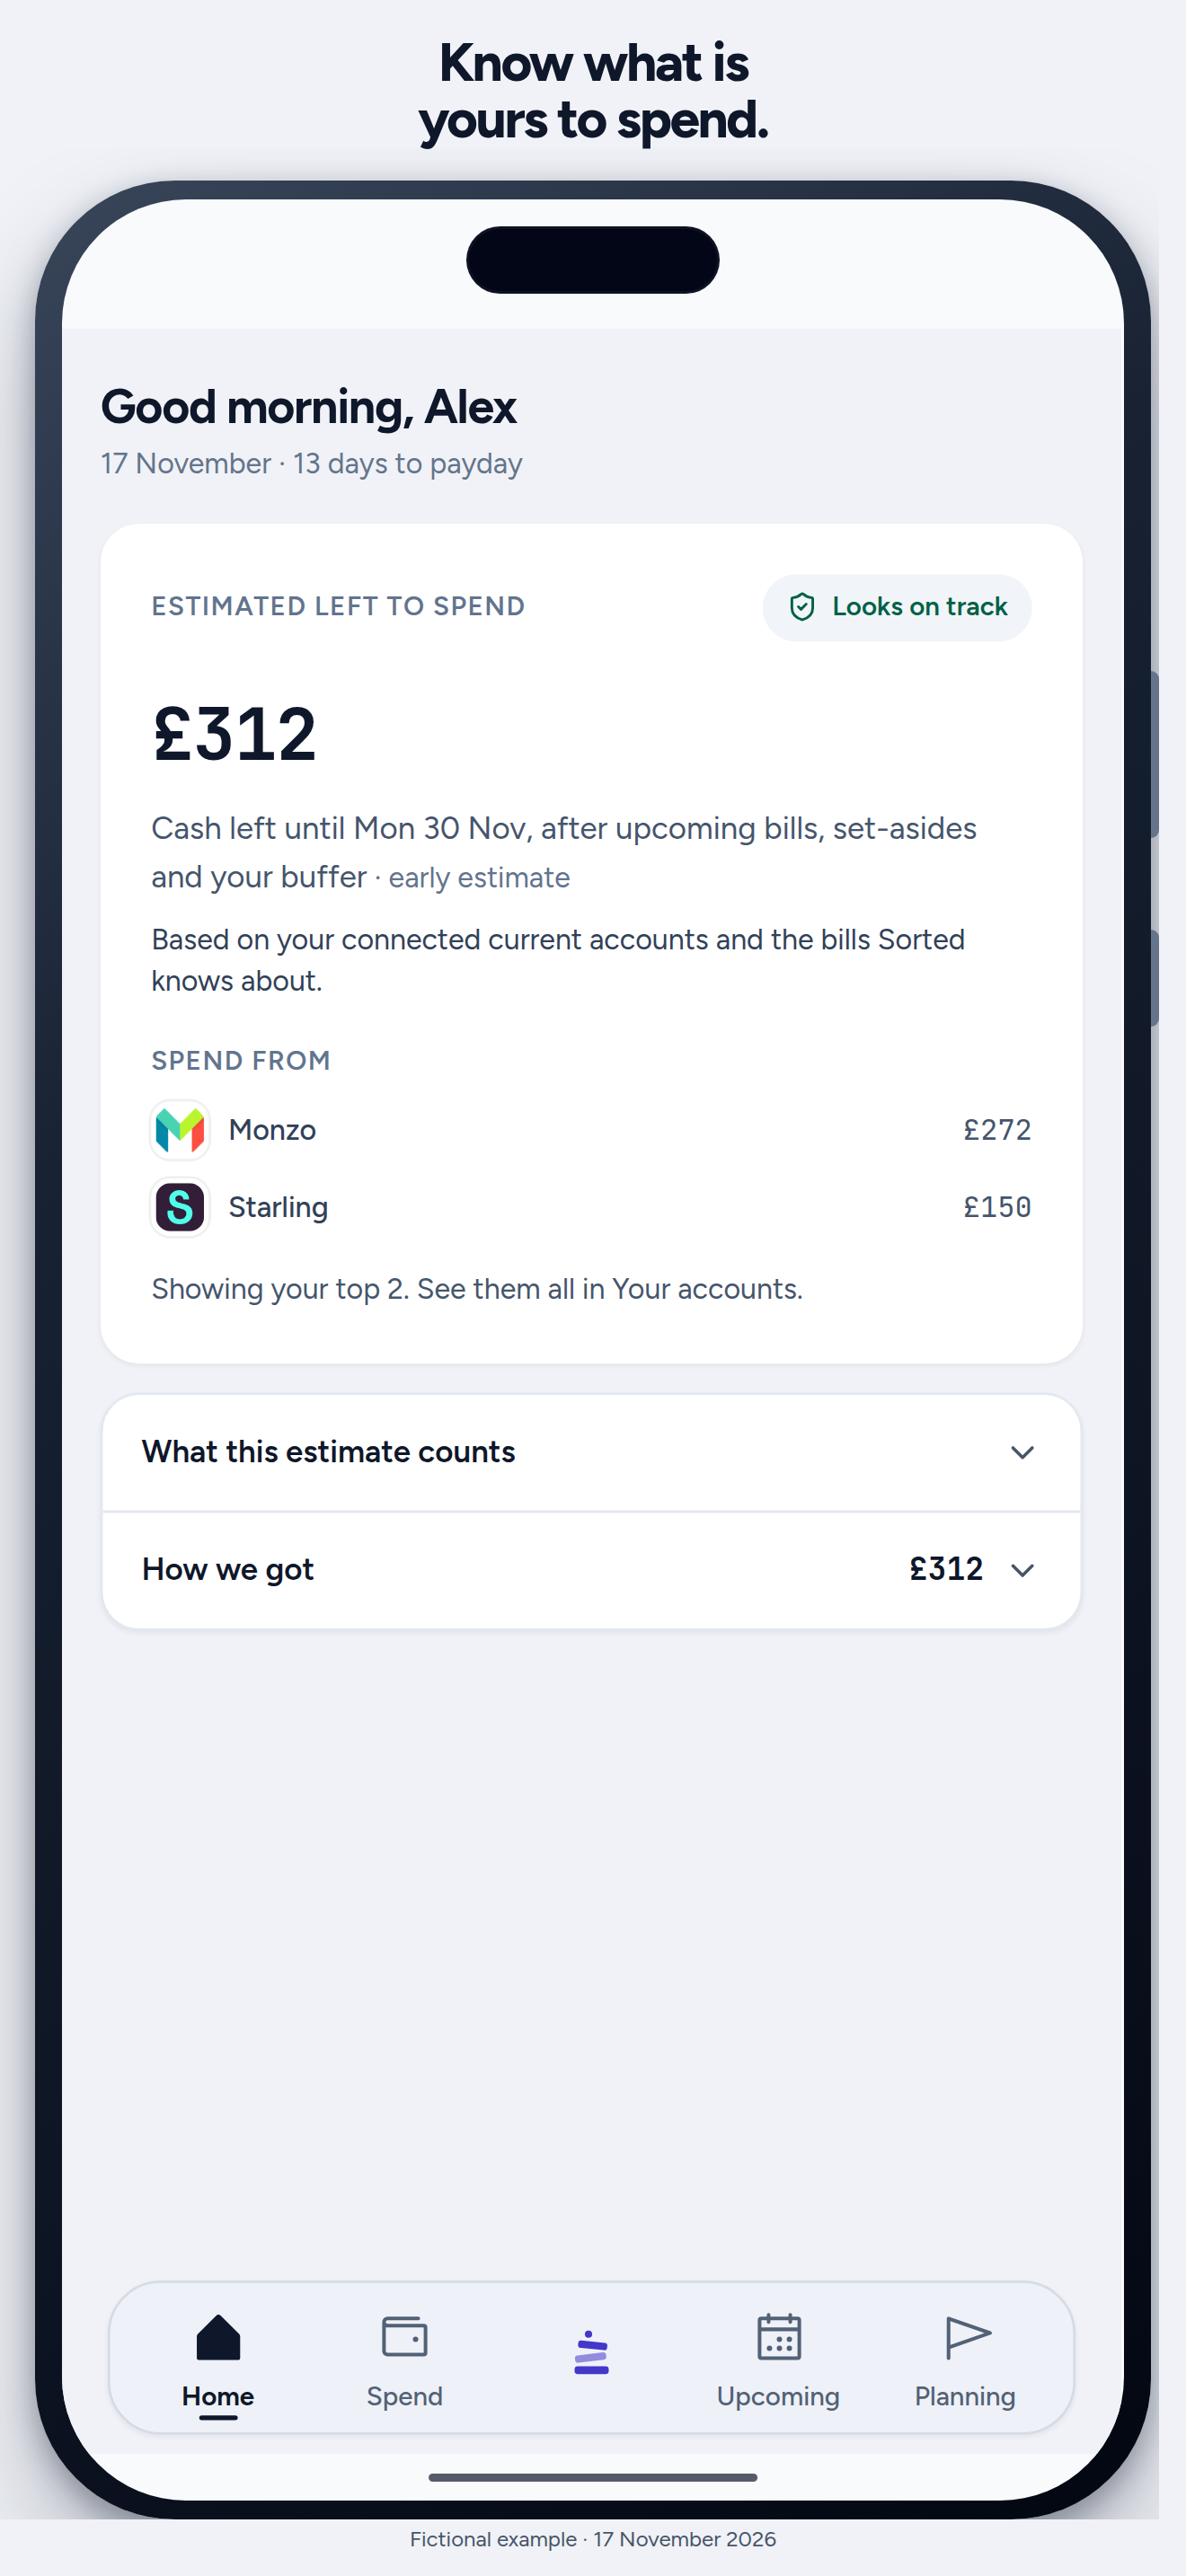 Know what is
yours to spend.
Good morning, Alex
17 November · 13 days to payday
ESTIMATED LEFT TO SPEND
Looks on track
£312
Cash left until Mon 30 Nov, after upcoming bills, set-asides
and your buffer · early estimate
Based on your connected current accounts and the bills Sorted
knows about.
SPEND FROM
Monzo £272
S Starling £150
Showing your top 2. See them all in Your accounts.
What this estimate counts
How we got £312
Home Spend Upcoming Planning
Fictional example · 17 November 2026